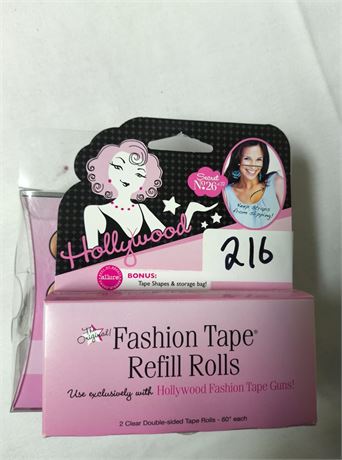 Secret
No. 26
Hollywood
Keep straps
from slipping!
216
allure
BONUS:
Tape Shapes & storage bag!
The
Original!
Fashion Tape®
Refill Rolls
Use exclusively with Hollywood Fashion Tape Guns!
2 Clear Double-sided Tape Rolls - 60" each